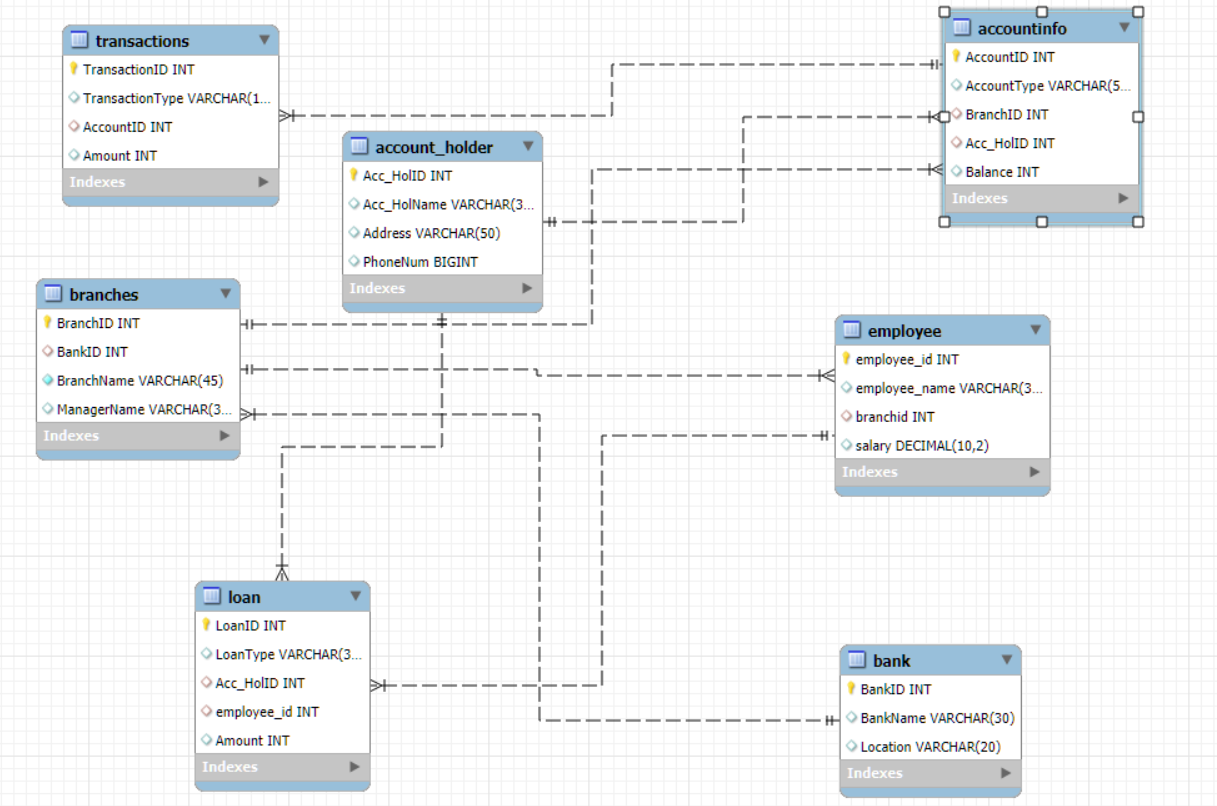 transactions
TransactionID INT
TransactionType VARCHAR(1...
AccountID INT
Amount INT
Indexes
account_holder
Acc_HolID INT
Acc_HolName VARCHAR(3...
Address VARCHAR(50)
PhoneNum BIGINT
Indexes
accountinfo
AccountID INT
AccountType VARCHAR(5...
BranchID INT
Acc_HolID INT
Balance INT
Indexes
branches
BranchID INT
BankID INT
BranchName VARCHAR(45)
ManagerName VARCHAR(3...
Indexes
employee
employee_id INT
employee_name VARCHAR(3...
branchid INT
salary DECIMAL(10,2)
Indexes
loan
LoanID INT
LoanType VARCHAR(3...
Acc_HolID INT
employee_id INT
Amount INT
Indexes
bank
BankID INT
BankName VARCHAR(30)
Location VARCHAR(20)
Indexes